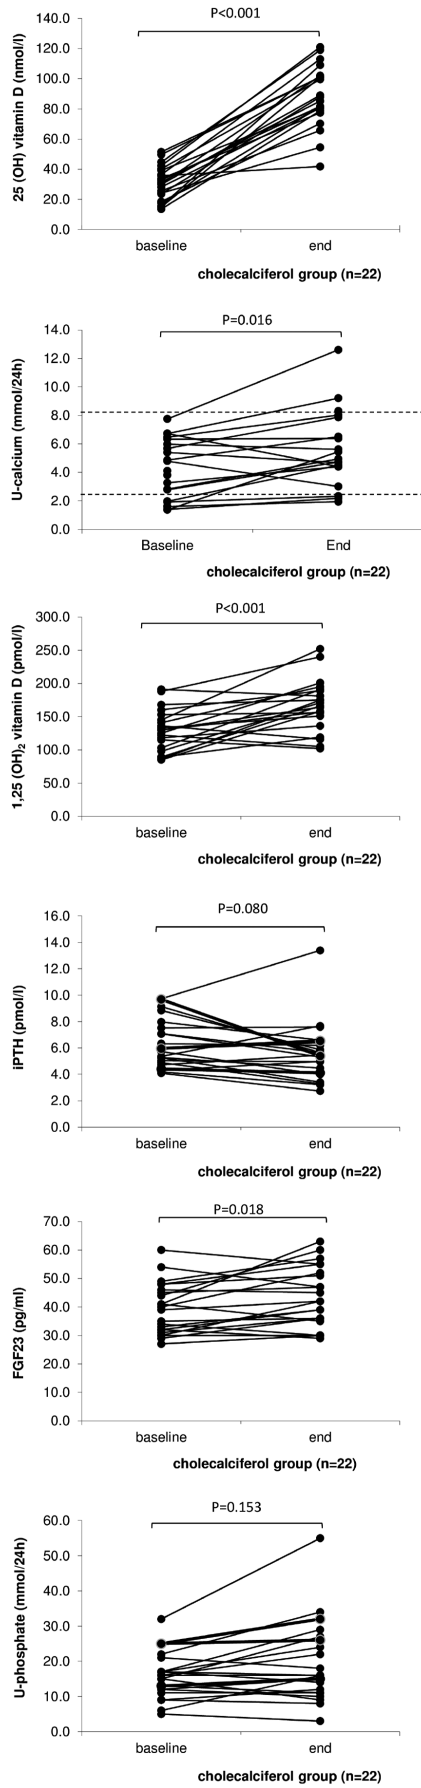 P<0.001
25 (OH) vitamin D (nmol/l)
140.0
120.0
100.0
80.0
60.0
40.0
20.0
0.0
baseline end
cholecalciferol group (n=22)
P=0.016
U-calcium (mmol/24h)
14.0
12.0
10.0
8.0
6.0
4.0
2.0
0.0
Baseline End
cholecalciferol group (n=22)
P<0.001
1,25 (OH)₂ vitamin D (pmol/l)
300.0
250.0
200.0
150.0
100.0
50.0
0.0
baseline end
cholecalciferol group (n=22)
P=0.080
iPTH (pmol/l)
16.0
14.0
12.0
10.0
8.0
6.0
4.0
2.0
0.0
baseline end
cholecalciferol group (n=22)
P=0.018
FGF23 (pg/ml)
70.0
60.0
50.0
40.0
30.0
20.0
10.0
0.0
baseline end
cholecalciferol group (n=22)
P=0.153
U-phosphate (mmol/24h)
60.0
50.0
40.0
30.0
20.0
10.0
0.0
baseline end
cholecalciferol group (n=22)